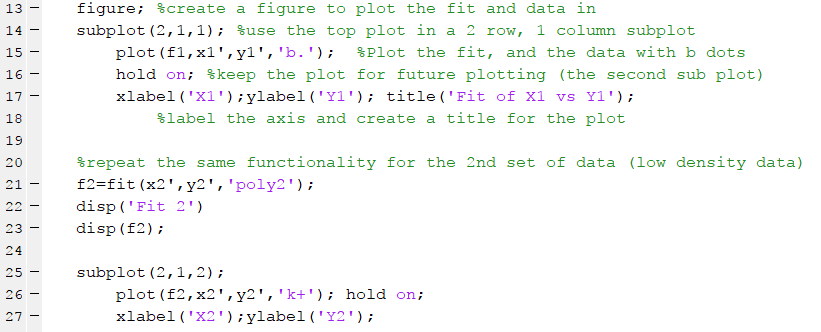 13 – figure; %create a figure to plot the fit and data in
14 – subplot(2,1,1); %use the top plot in a 2 row, 1 column subplot
15 – plot(f1,x1',y1','b.'); %Plot the fit, and the data with b dots
16 – hold on; %keep the plot for future plotting (the second sub plot)
17 – xlabel('X1');ylabel('Y1'); title('Fit of X1 vs Y1');
18 %label the axis and create a title for the plot
19
20 %repeat the same functionality for the 2nd set of data (low density data)
21 – f2=fit(x2',y2','poly2');
22 – disp('Fit 2')
23 – disp(f2);
24
25 – subplot(2,1,2);
26 – plot(f2,x2',y2','k+'); hold on;
27 – xlabel('X2');ylabel('Y2');